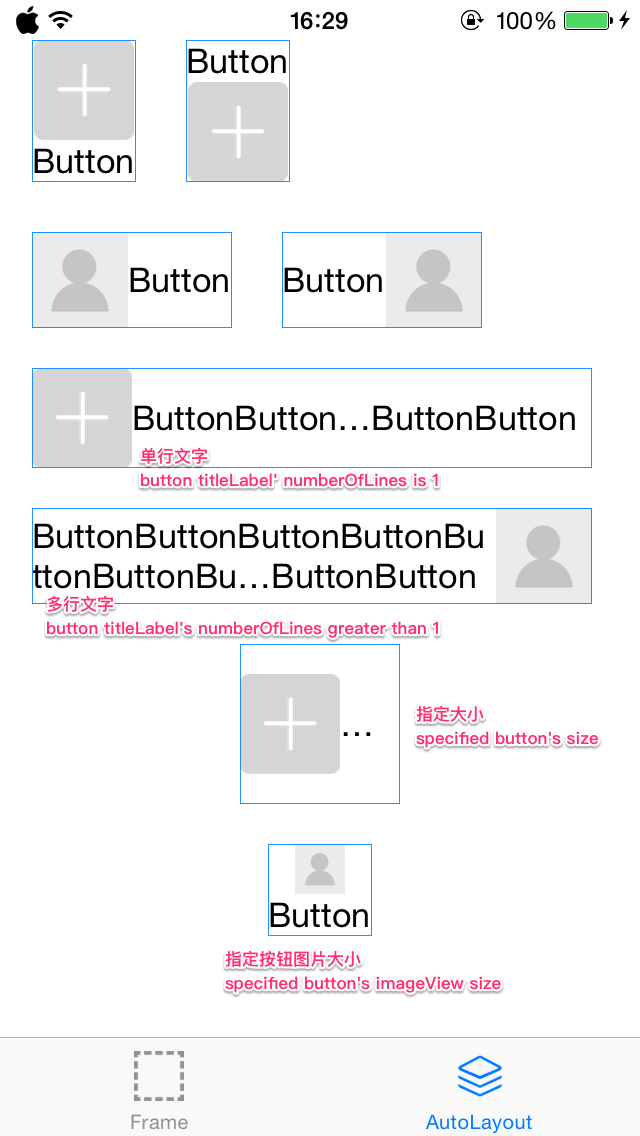 16:29
100%
Button
Button
Button
Button
ButtonButton...ButtonButton
单行文字
button titleLabel' numberOfLines is 1
ButtonButtonButtonButtonBu
ttonButtonBu...ButtonButton
多行文字
button titleLabel's numberOfLines greater than 1
...
指定大小
specified button's size
Button
指定按钮图片大小
specified button's imageView size
Frame
AutoLayout